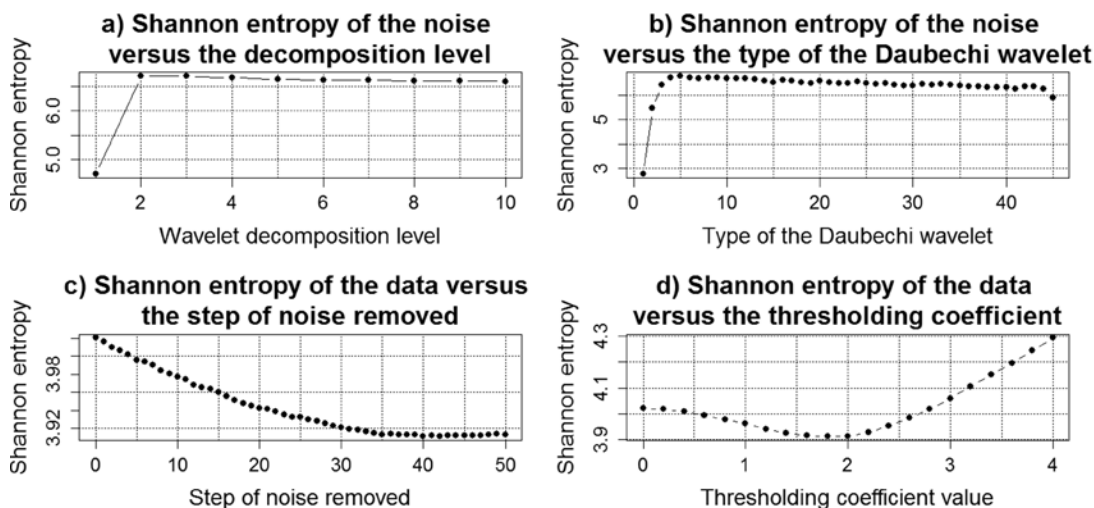 a) Shannon entropy of the noise
versus the decomposition level
Shannon entropy
6.0
5.0
2 4 6 8 10
Wavelet decomposition level
b) Shannon entropy of the noise
versus the type of the Daubechi wavelet
Shannon entropy
5
3
0 10 20 30 40
Type of the Daubechi wavelet
c) Shannon entropy of the data versus
the step of noise removed
Shannon entropy
3.98
3.92
0 10 20 30 40 50
Step of noise removed
d) Shannon entropy of the data
versus the thresholding coefficient
Shannon entropy
4.3
4.1
3.9
0 1 2 3 4
Thresholding coefficient value